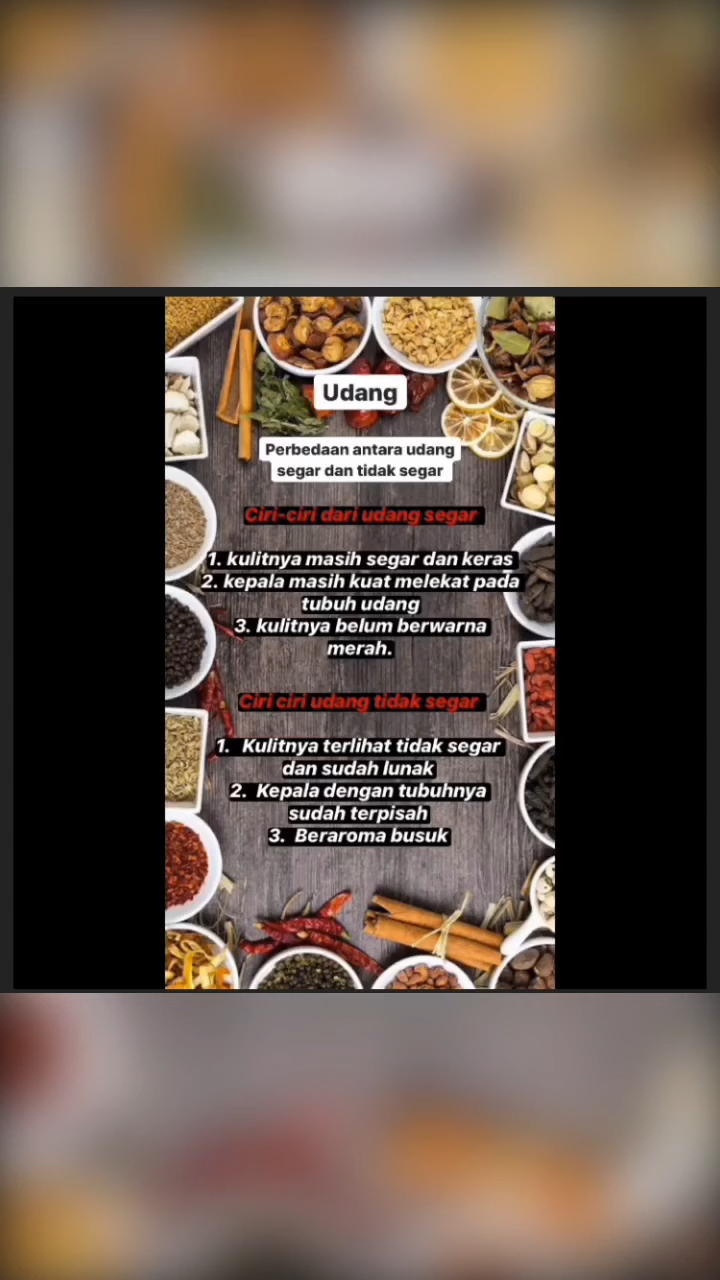 Udang
Perbedaan antara udang
segar dan tidak segar
Ciri-ciri dari udang segar
1. kulitnya masih segar dan keras
2. kepala masih kuat melekat pada
tubuh udang
3. kulitnya belum berwarna
merah.
Ciri ciri udang tidak segar
1. Kulitnya terlihat tidak segar
dan sudah lunak
2. Kepala dengan tubuhnya
sudah terpisah
3. Beraroma busuk